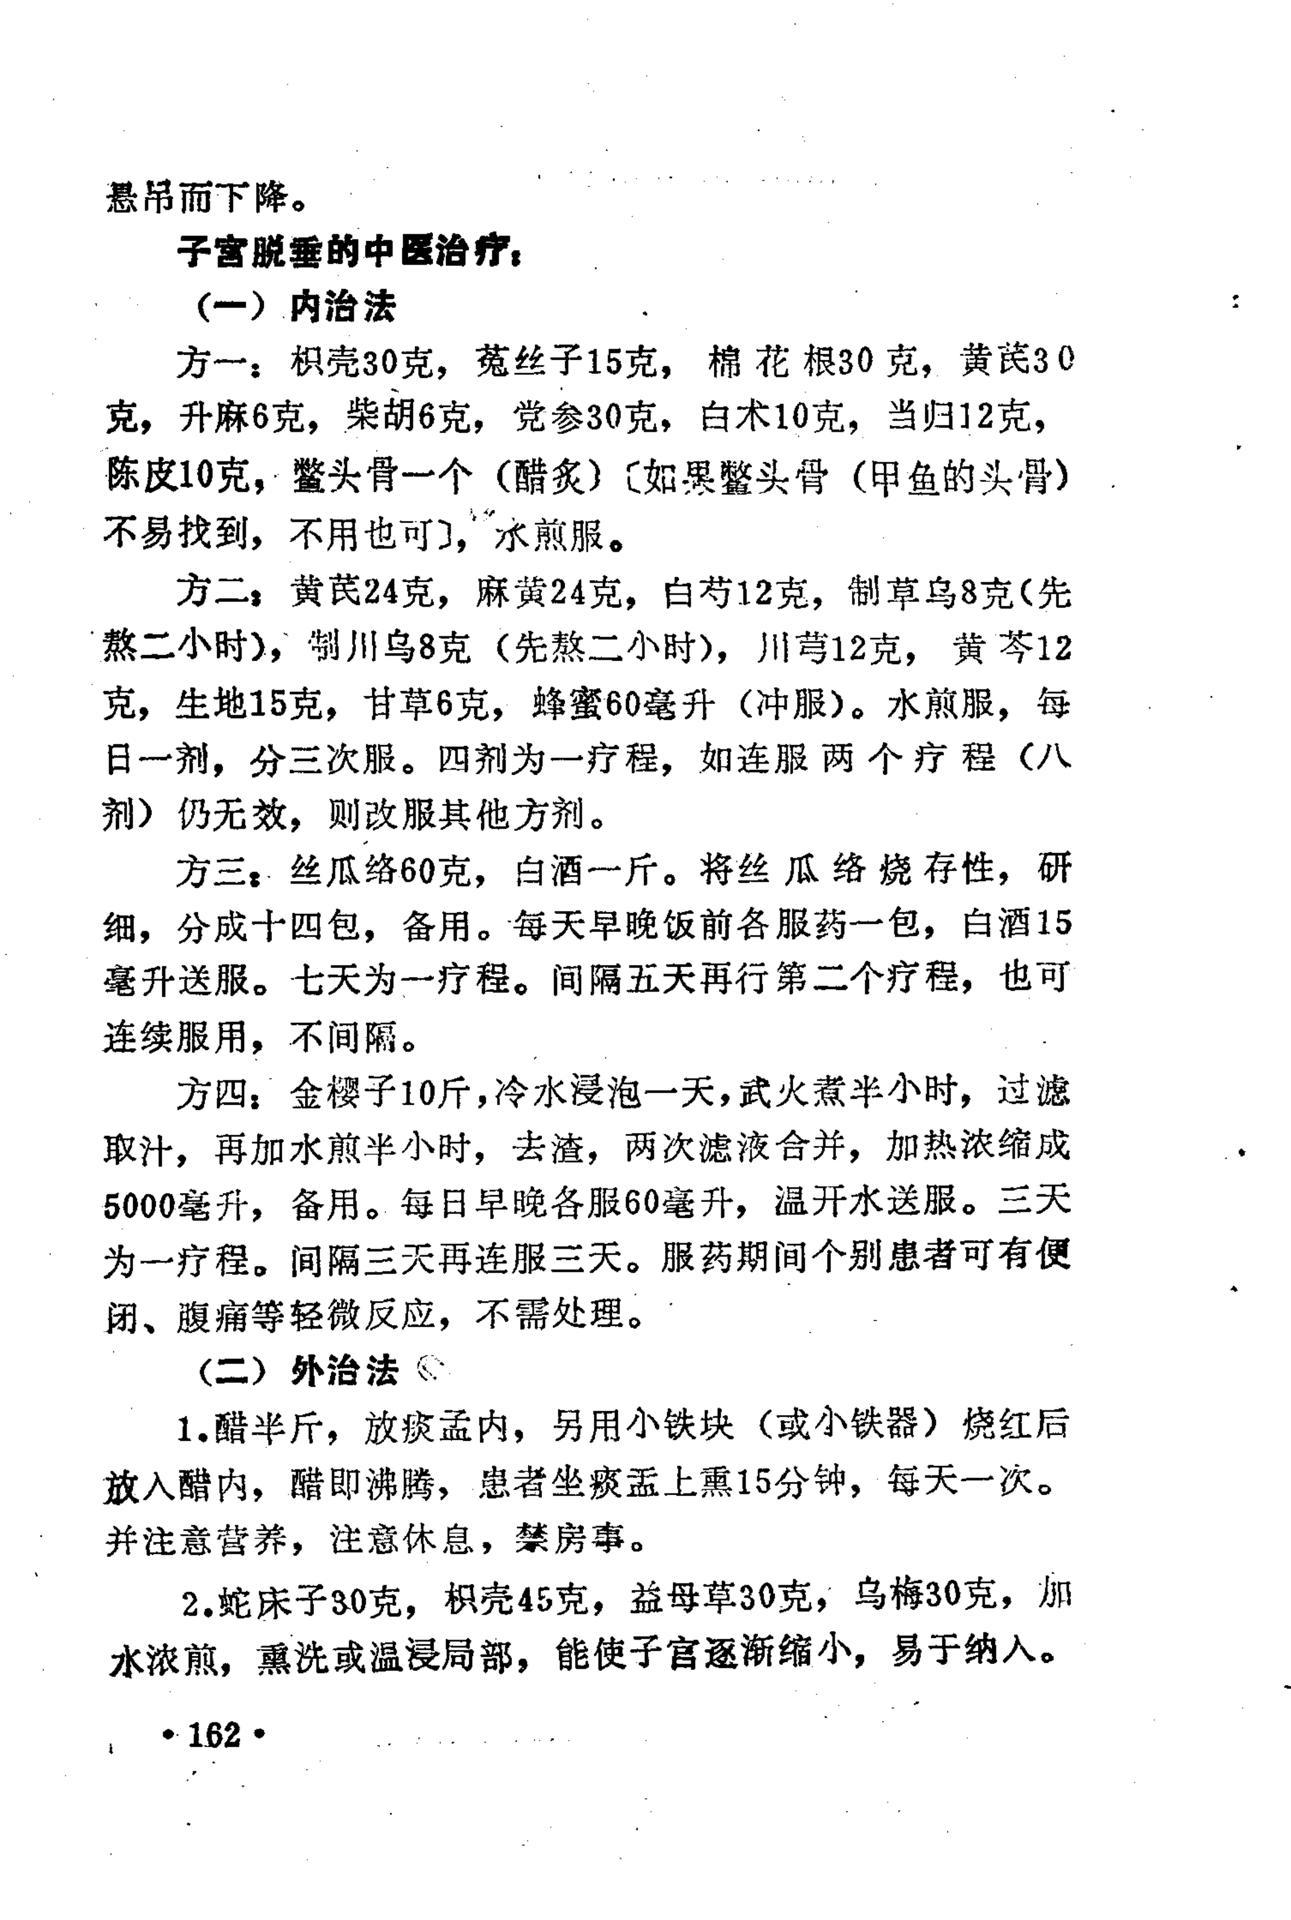 悬吊而下降。
子宫脱垂的中医治疗：
（一）内治法
方一：枳壳30克，菟丝子15克，棉花根30克，黄芪30
克，升麻6克，柴胡6克，党参30克，白术10克，当归12克，
陈皮10克，鳖头骨一个（醋炙）〔如果鳖头骨（甲鱼的头骨）
不易找到，不用也可〕，水煎服。
方二：黄芪24克，麻黄24克，白芍12克，制草乌8克（先
熬二小时），制川乌8克（先熬二小时），川芎12克，黄芩12
克，生地15克，甘草6克，蜂蜜60毫升（冲服）。水煎服，每
日一剂，分三次服。四剂为一疗程，如连服两个疗程（八
剂）仍无效，则改服其他方剂。
方三：丝瓜络60克，白酒一斤。将丝瓜络烧存性，研
细，分成十四包，备用。每天早晚饭前各服药一包，白酒15
毫升送服。七天为一疗程。间隔五天再行第二个疗程，也可
连续服用，不间隔。
方四：金樱子10斤，冷水浸泡一天，武火煮半小时，过滤
取汁，再加水煎半小时，去渣，两次滤液合并，加热浓缩成
5000毫升，备用。每日早晚各服60毫升，温开水送服。三天
为一疗程。间隔三天再连服三天。服药期间个别患者可有便
闭、腹痛等轻微反应，不需处理。
（二）外治法
1.醋半斤，放痰盂内，另用小铁块（或小铁器）烧红后
放入醋内，醋即沸腾，患者坐痰盂上熏15分钟，每天一次。
并注意营养，注意休息，禁房事。
2.蛇床子30克，枳壳45克，益母草30克，乌梅30克，加
水浓煎，熏洗或温浸局部，能使子宫逐渐缩小，易于纳入。
·162·